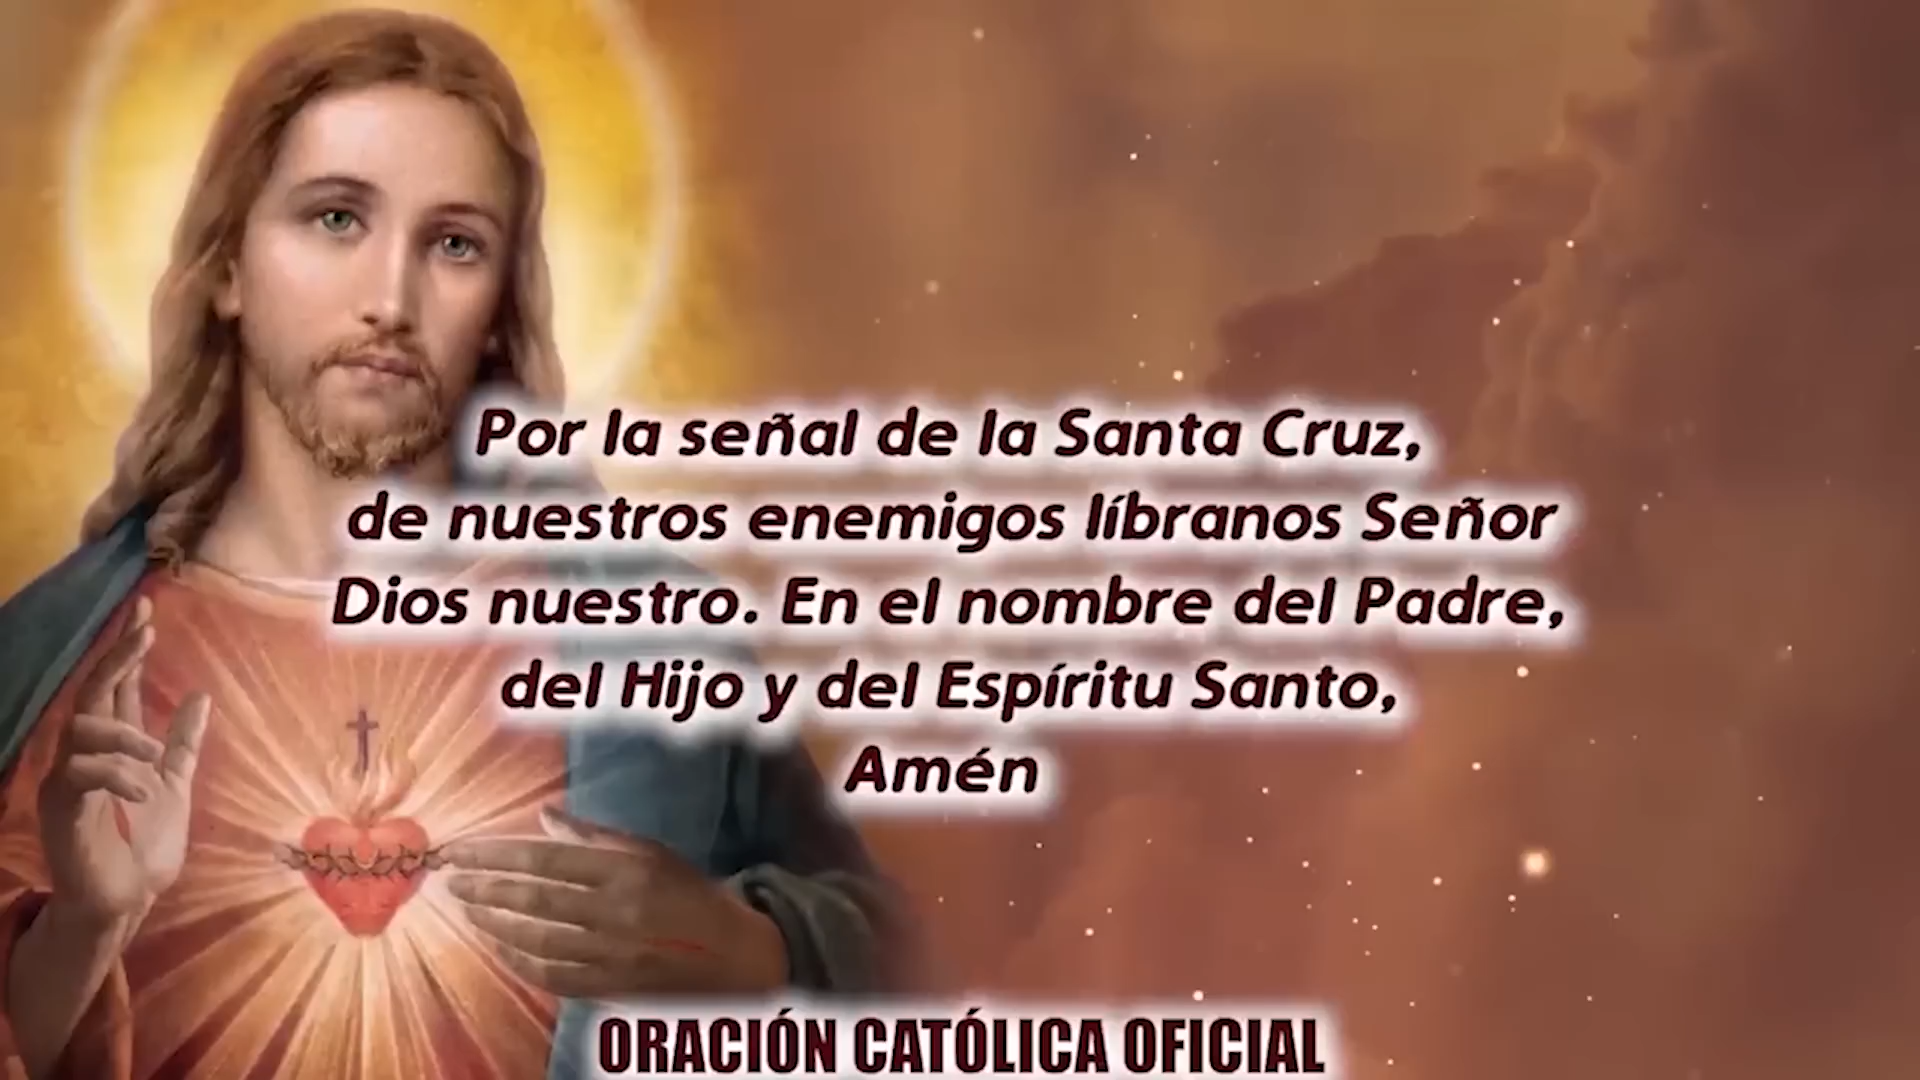 Por la señal de la Santa Cruz,
de nuestros enemigos líbranos Señor
Dios nuestro. En el nombre del Padre,
del Hijo y del Espíritu Santo,
Amén
ORACIÓN CATÓLICA OFICIAL